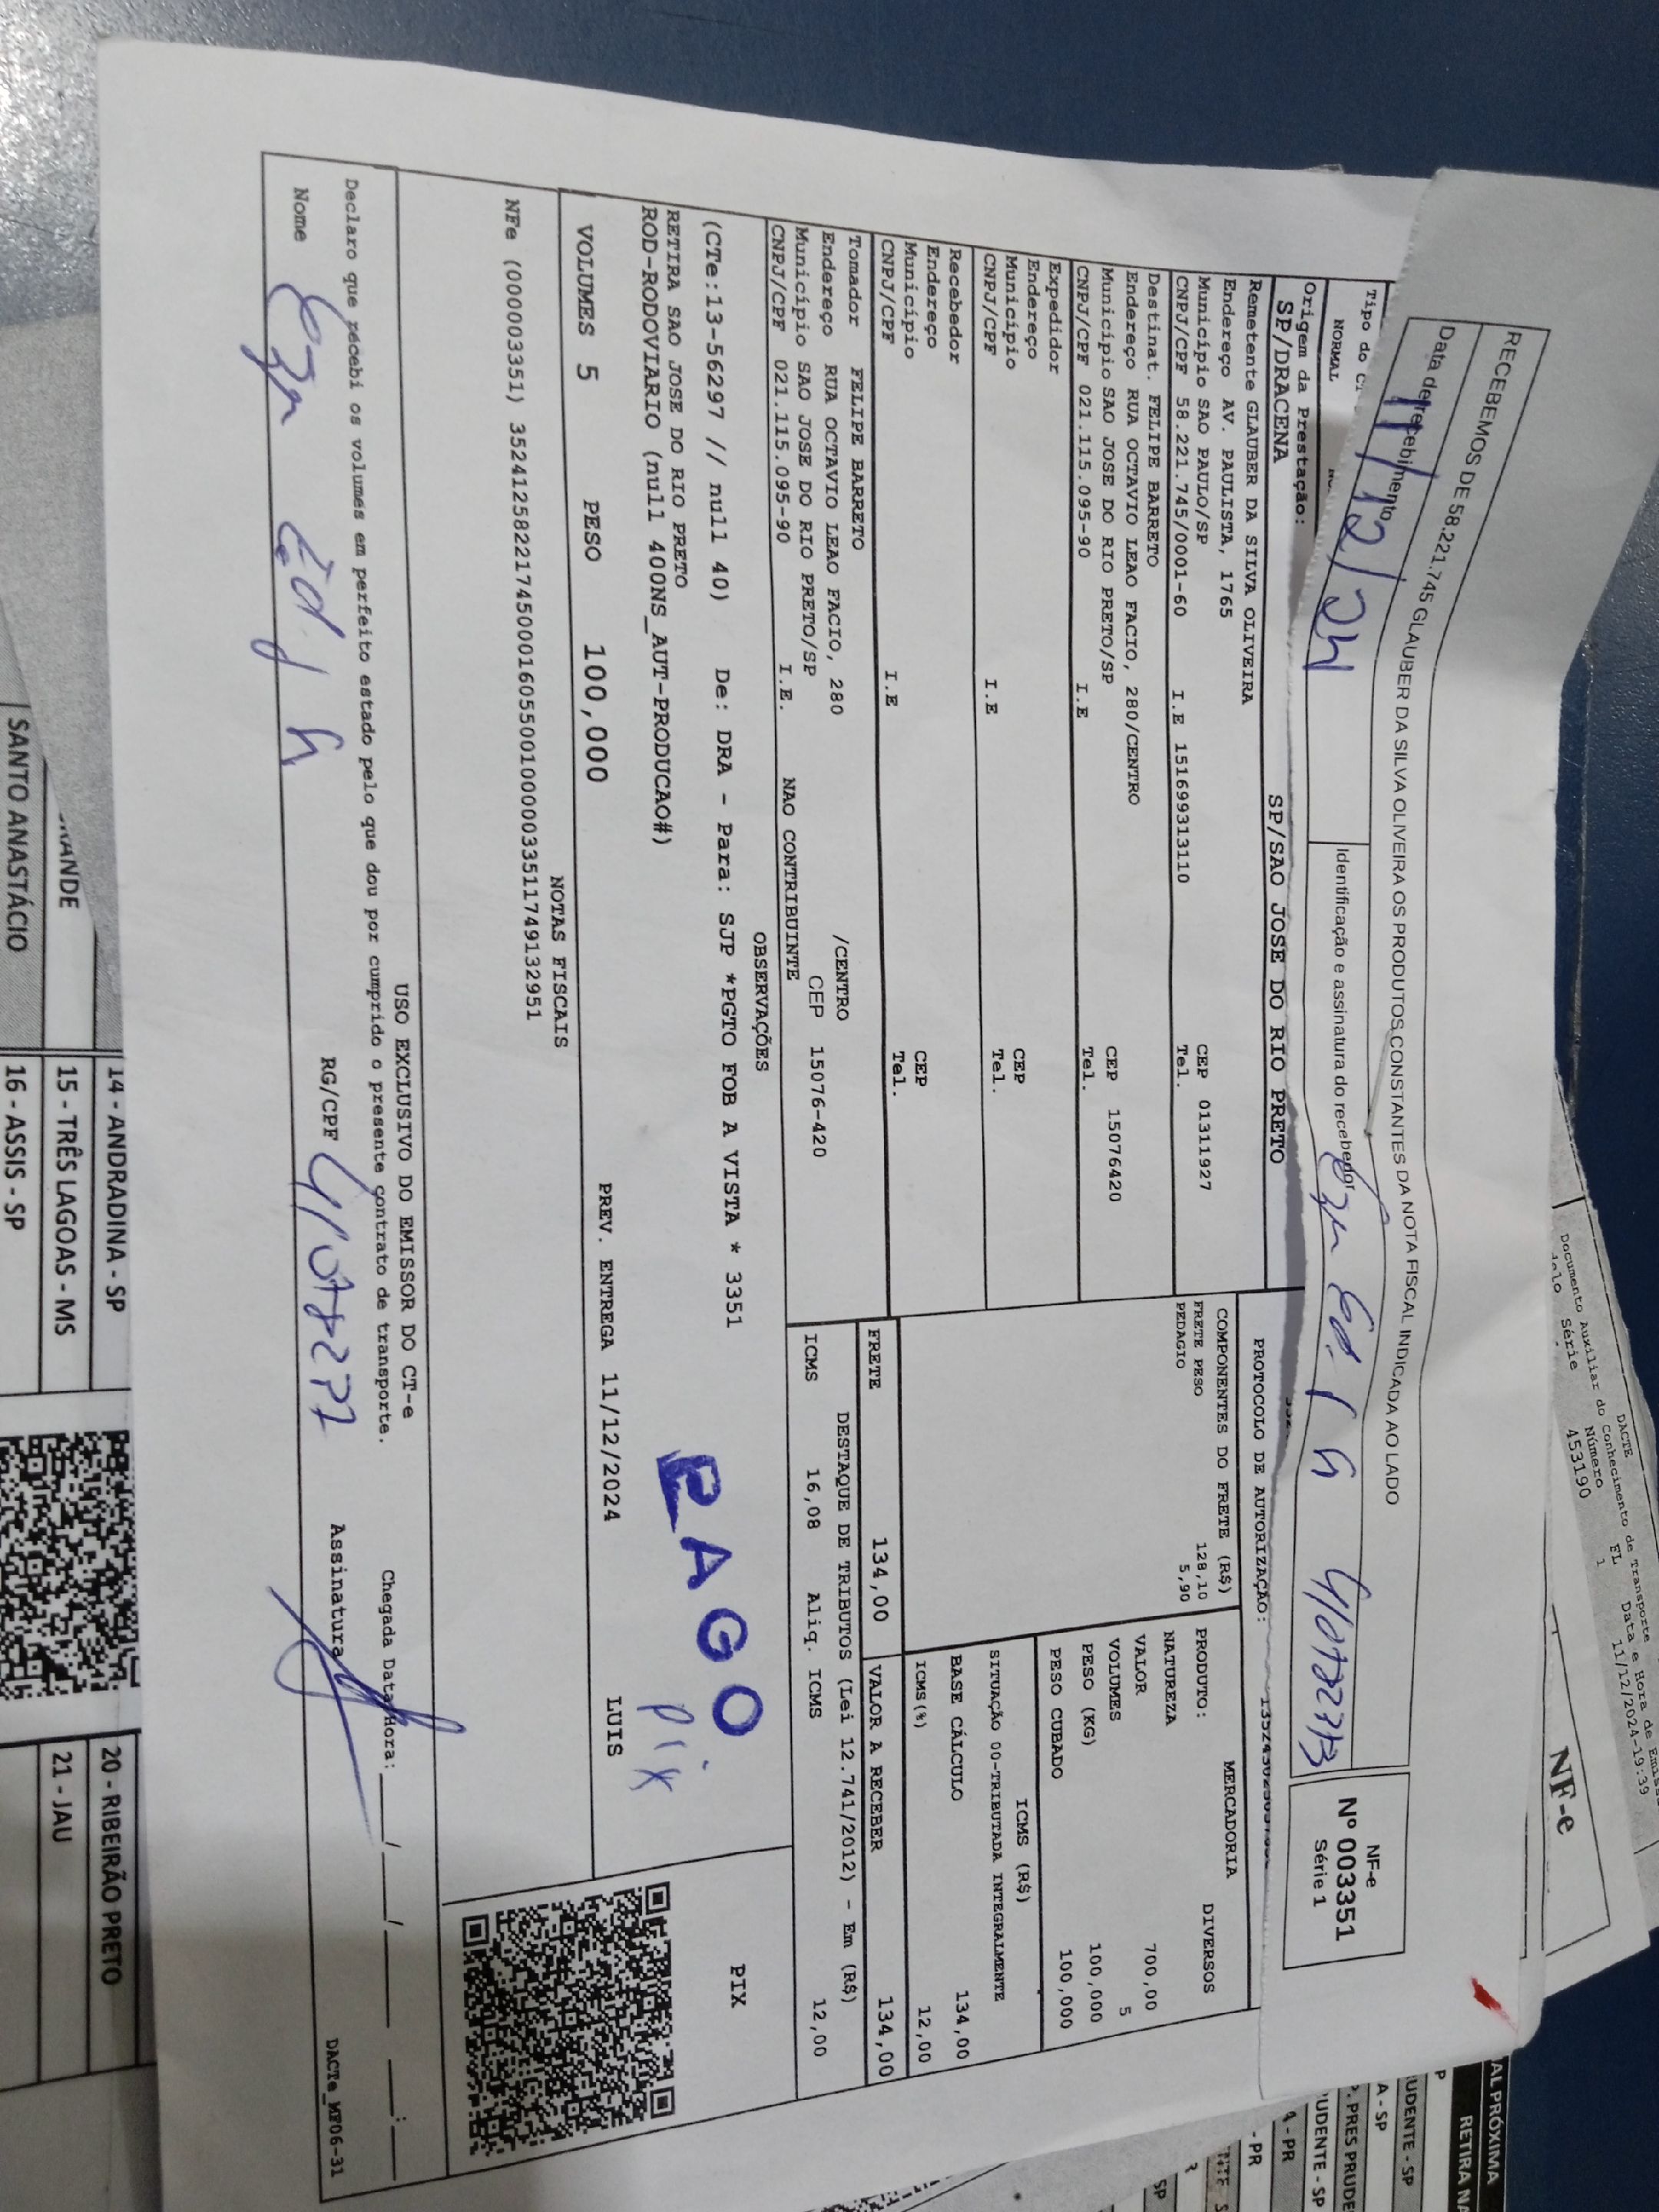 RECEBEMOS DE 58.221.745 GLAUBER DA SILVA OLIVEIRA OS PRODUTOS CONSTANTES DA NOTA FISCAL INDICADA AO LADO
Data de recebimento
11/12/24
Identificação e assinatura do recebedor
NF-e
Nº 003351
Série 1
Tipo do
NORMAL
Origem da Prestação:
SP/DRACENA
SP/SAO JOSE DO RIO PRETO
PROTOCOLO DE AUTORIZAÇÃO:
Remetente GLAUBER DA SILVA OLIVEIRA
Endereço AV. PAULISTA, 1765
Município SAO PAULO/SP CEP 01311927
CNPJ/CPF 58.221.745/0001-60 I.E 151699313110 Tel.
Destinat. FELIPE BARRETO
Endereço RUA OCTAVIO LEAO FACIO, 280/CENTRO
Município SAO JOSE DO RIO PRETO/SP CEP 15076420
CNPJ/CPF 021.115.095-90 I.E Tel.
Expedidor
Endereço
Município CEP
CNPJ/CPF I.E Tel.
Recebedor
Endereço
Município CEP
CNPJ/CPF I.E Tel.
Tomador FELIPE BARRETO
Endereço RUA OCTAVIO LEAO FACIO, 280 /CENTRO
Município SAO JOSE DO RIO PRETO/SP CEP 15076-420
CNPJ/CPF 021.115.095-90 I.E. NAO CONTRIBUINTE
COMPONENTES DO FRETE (R$)
FRETE PESO 128,10
PEDAGIO 5,90
MERCADORIA
PRODUTO: DIVERSOS
NATUREZA
VALOR 700,00
VOLUMES 5
PESO (KG) 100,000
PESO CUBADO 100,000
ICMS (R$)
SITUAÇÃO 00-TRIBUTADA INTEGRALMENTE
BASE CÁLCULO 134,00
ICMS(%) 12,00
FRETE 134,00
VALOR A RECEBER 134,00
DESTAQUE DE TRIBUTOS (Lei 12.741/2012) - Em (R$)
ICMS 16,08 Aliq. ICMS 12,00
OBSERVAÇÕES
(CTe:13-56297 // null 40) De: DRA - Para: SJP *PGTO FOB A VISTA * 3351
RETIRA SAO JOSE DO RIO PRETO
ROD-RODOVIARIO (null 400NS_AUT-PRODUCAO#)
PAGO
pix
PIX
VOLUMES 5 PESO 100,000 PREV. ENTREGA 11/12/2024 LUIS
NOTAS FISCAIS
NFe (000003351) 35241258221745000160550010000033511749132951
USO EXCLUSIVO DO EMISSOR DO CT-e
Declaro que recebi os volumes em perfeito estado pelo que dou por cumprido o presente contrato de transporte.
Chegada Data/Hora: ___/___/___ ___:___
Nome
RG/CPF
Assinatura
DACTe_MF06-31
DACTE
Documento Auxiliar do Conhecimento de Transporte
Série Número FL Data e Hora de
453190 1 11/12/2024-19:39
NF-e
14 - ANDRADINA - SP
15 - TRÊS LAGOAS - MS
16 - ASSIS - SP
SANTO ANASTÁCIO
20 - RIBEIRÃO PRETO
21 - JAU